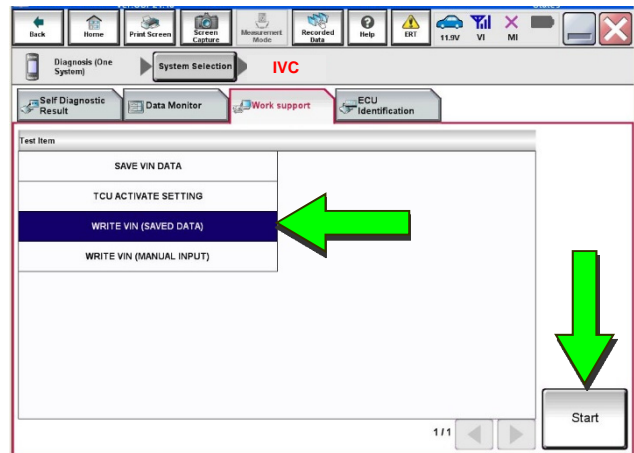 Back
Home
Print Screen
Screen
Capture
Measurement
Mode
Recorded
Data
Help
ERT
11.9V
VI
MI
Diagnosis (One
System)
System Selection
IVC
Self Diagnostic
Result
Data Monitor
Work support
ECU
Identification
Test Item
SAVE VIN DATA
TCU ACTIVATE SETTING
WRITE VIN (SAVED DATA)
WRITE VIN (MANUAL INPUT)
1/1
Start